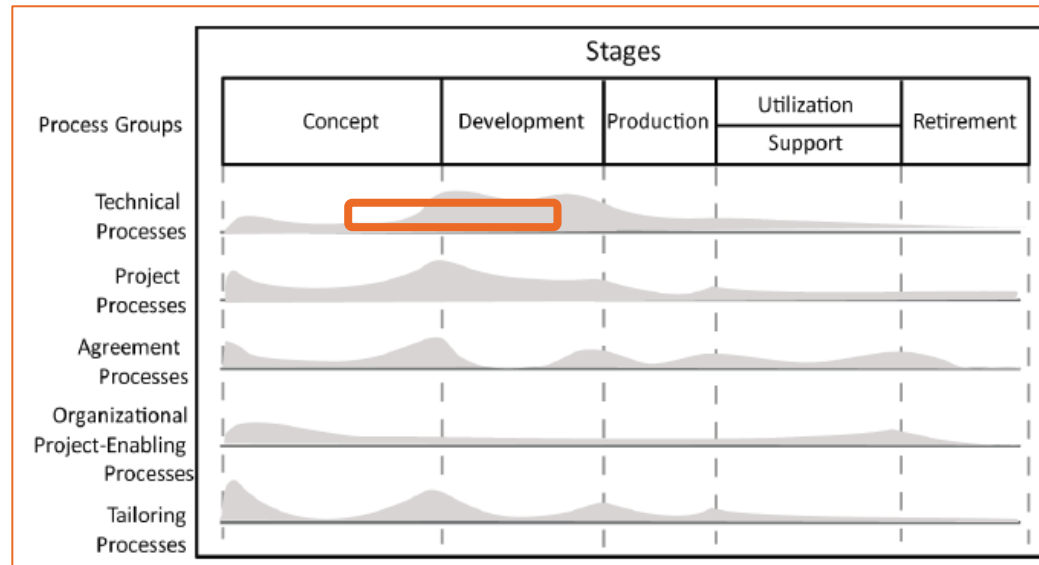 Stages
Process Groups
Concept
Development
Production
Utilization
Support
Retirement
Technical
Processes
Project
Processes
Agreement
Processes
Organizational
Project-Enabling
Processes
Tailoring
Processes